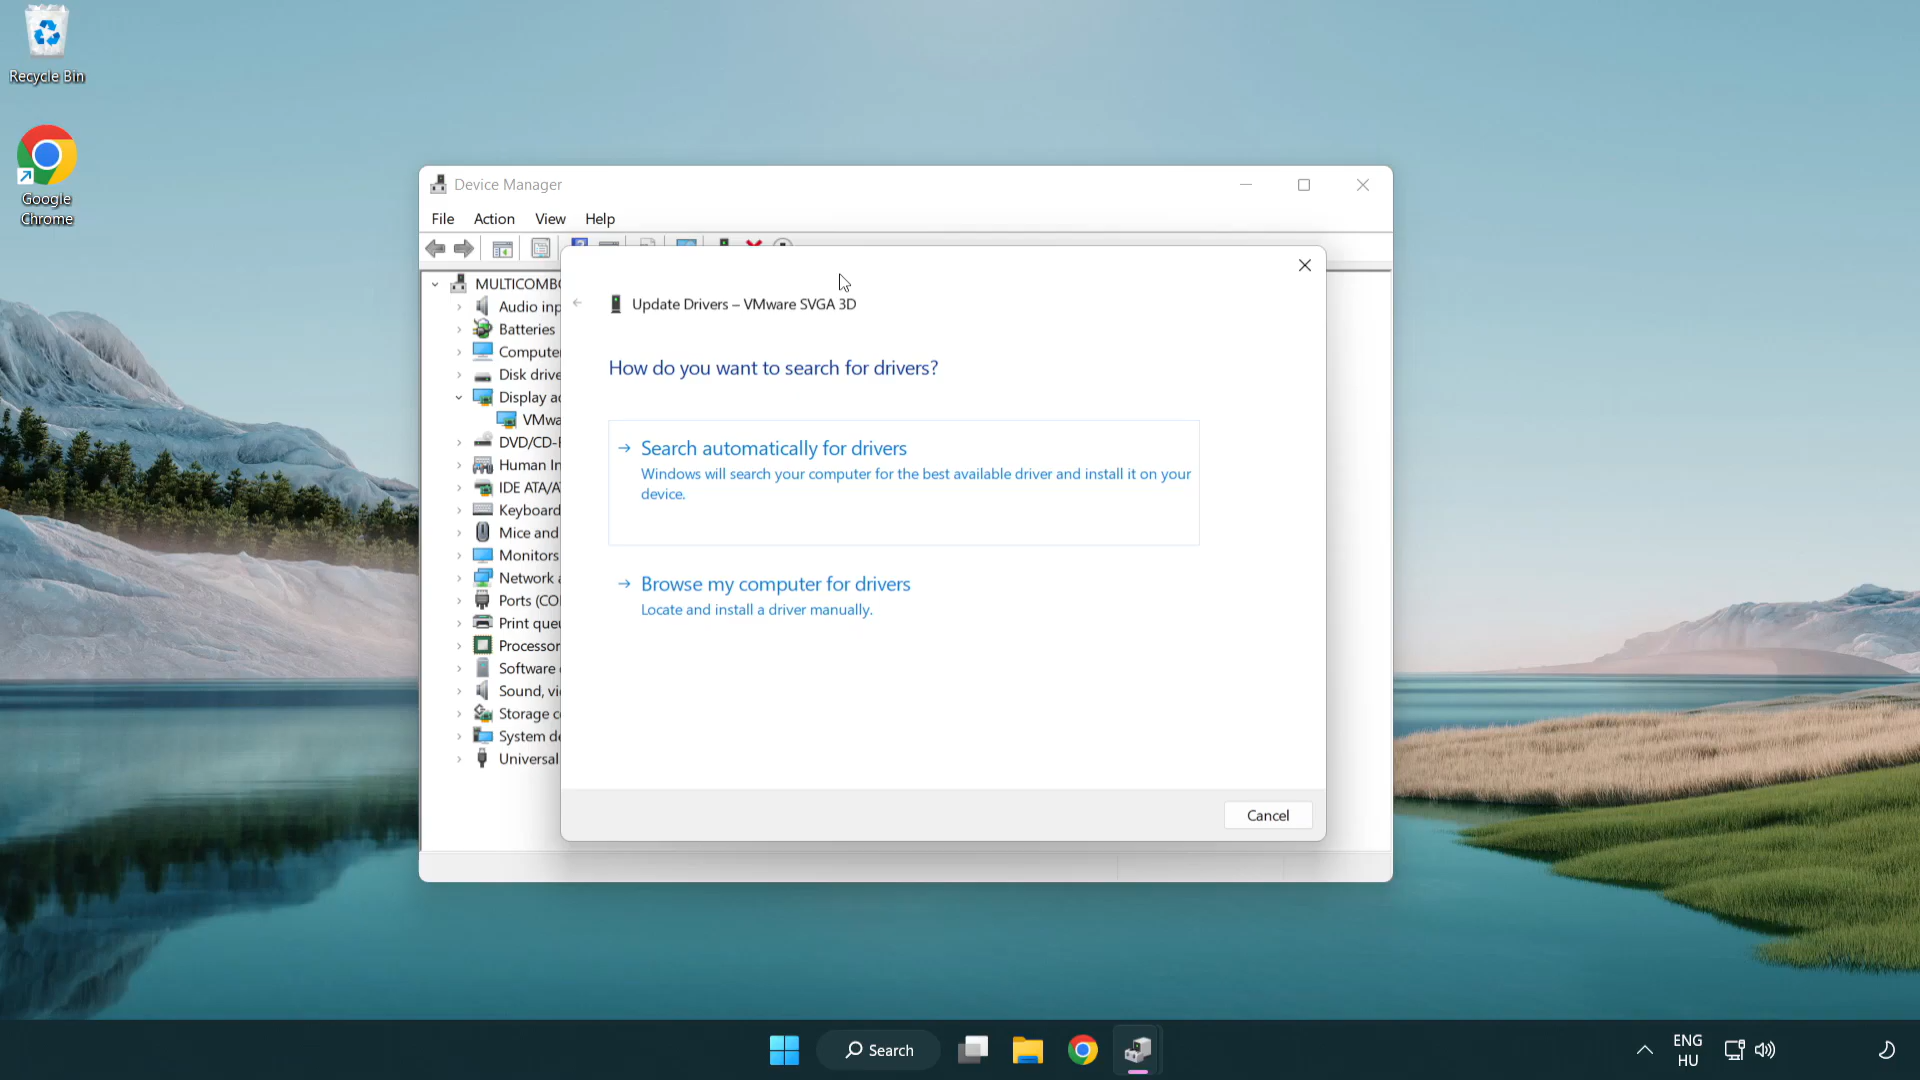 Recycle Bin
Google
Chrome
Device Manager
File Action View Help
MULTICOMBO
Audio inp
Batteries
Compute
Disk drive
Display a
VMwa
DVD/CD-
Human In
IDE ATA/A
Keyboard
Mice and
Monitors
Network a
Ports (CO
Print que
Processor
Software
Sound, vi
Storage c
System de
Universal
Update Drivers – VMware SVGA 3D
How do you want to search for drivers?
→ Search automatically for drivers
Windows will search your computer for the best available driver and install it on your
device.
→ Browse my computer for drivers
Locate and install a driver manually.
Cancel
Search
ENG
HU